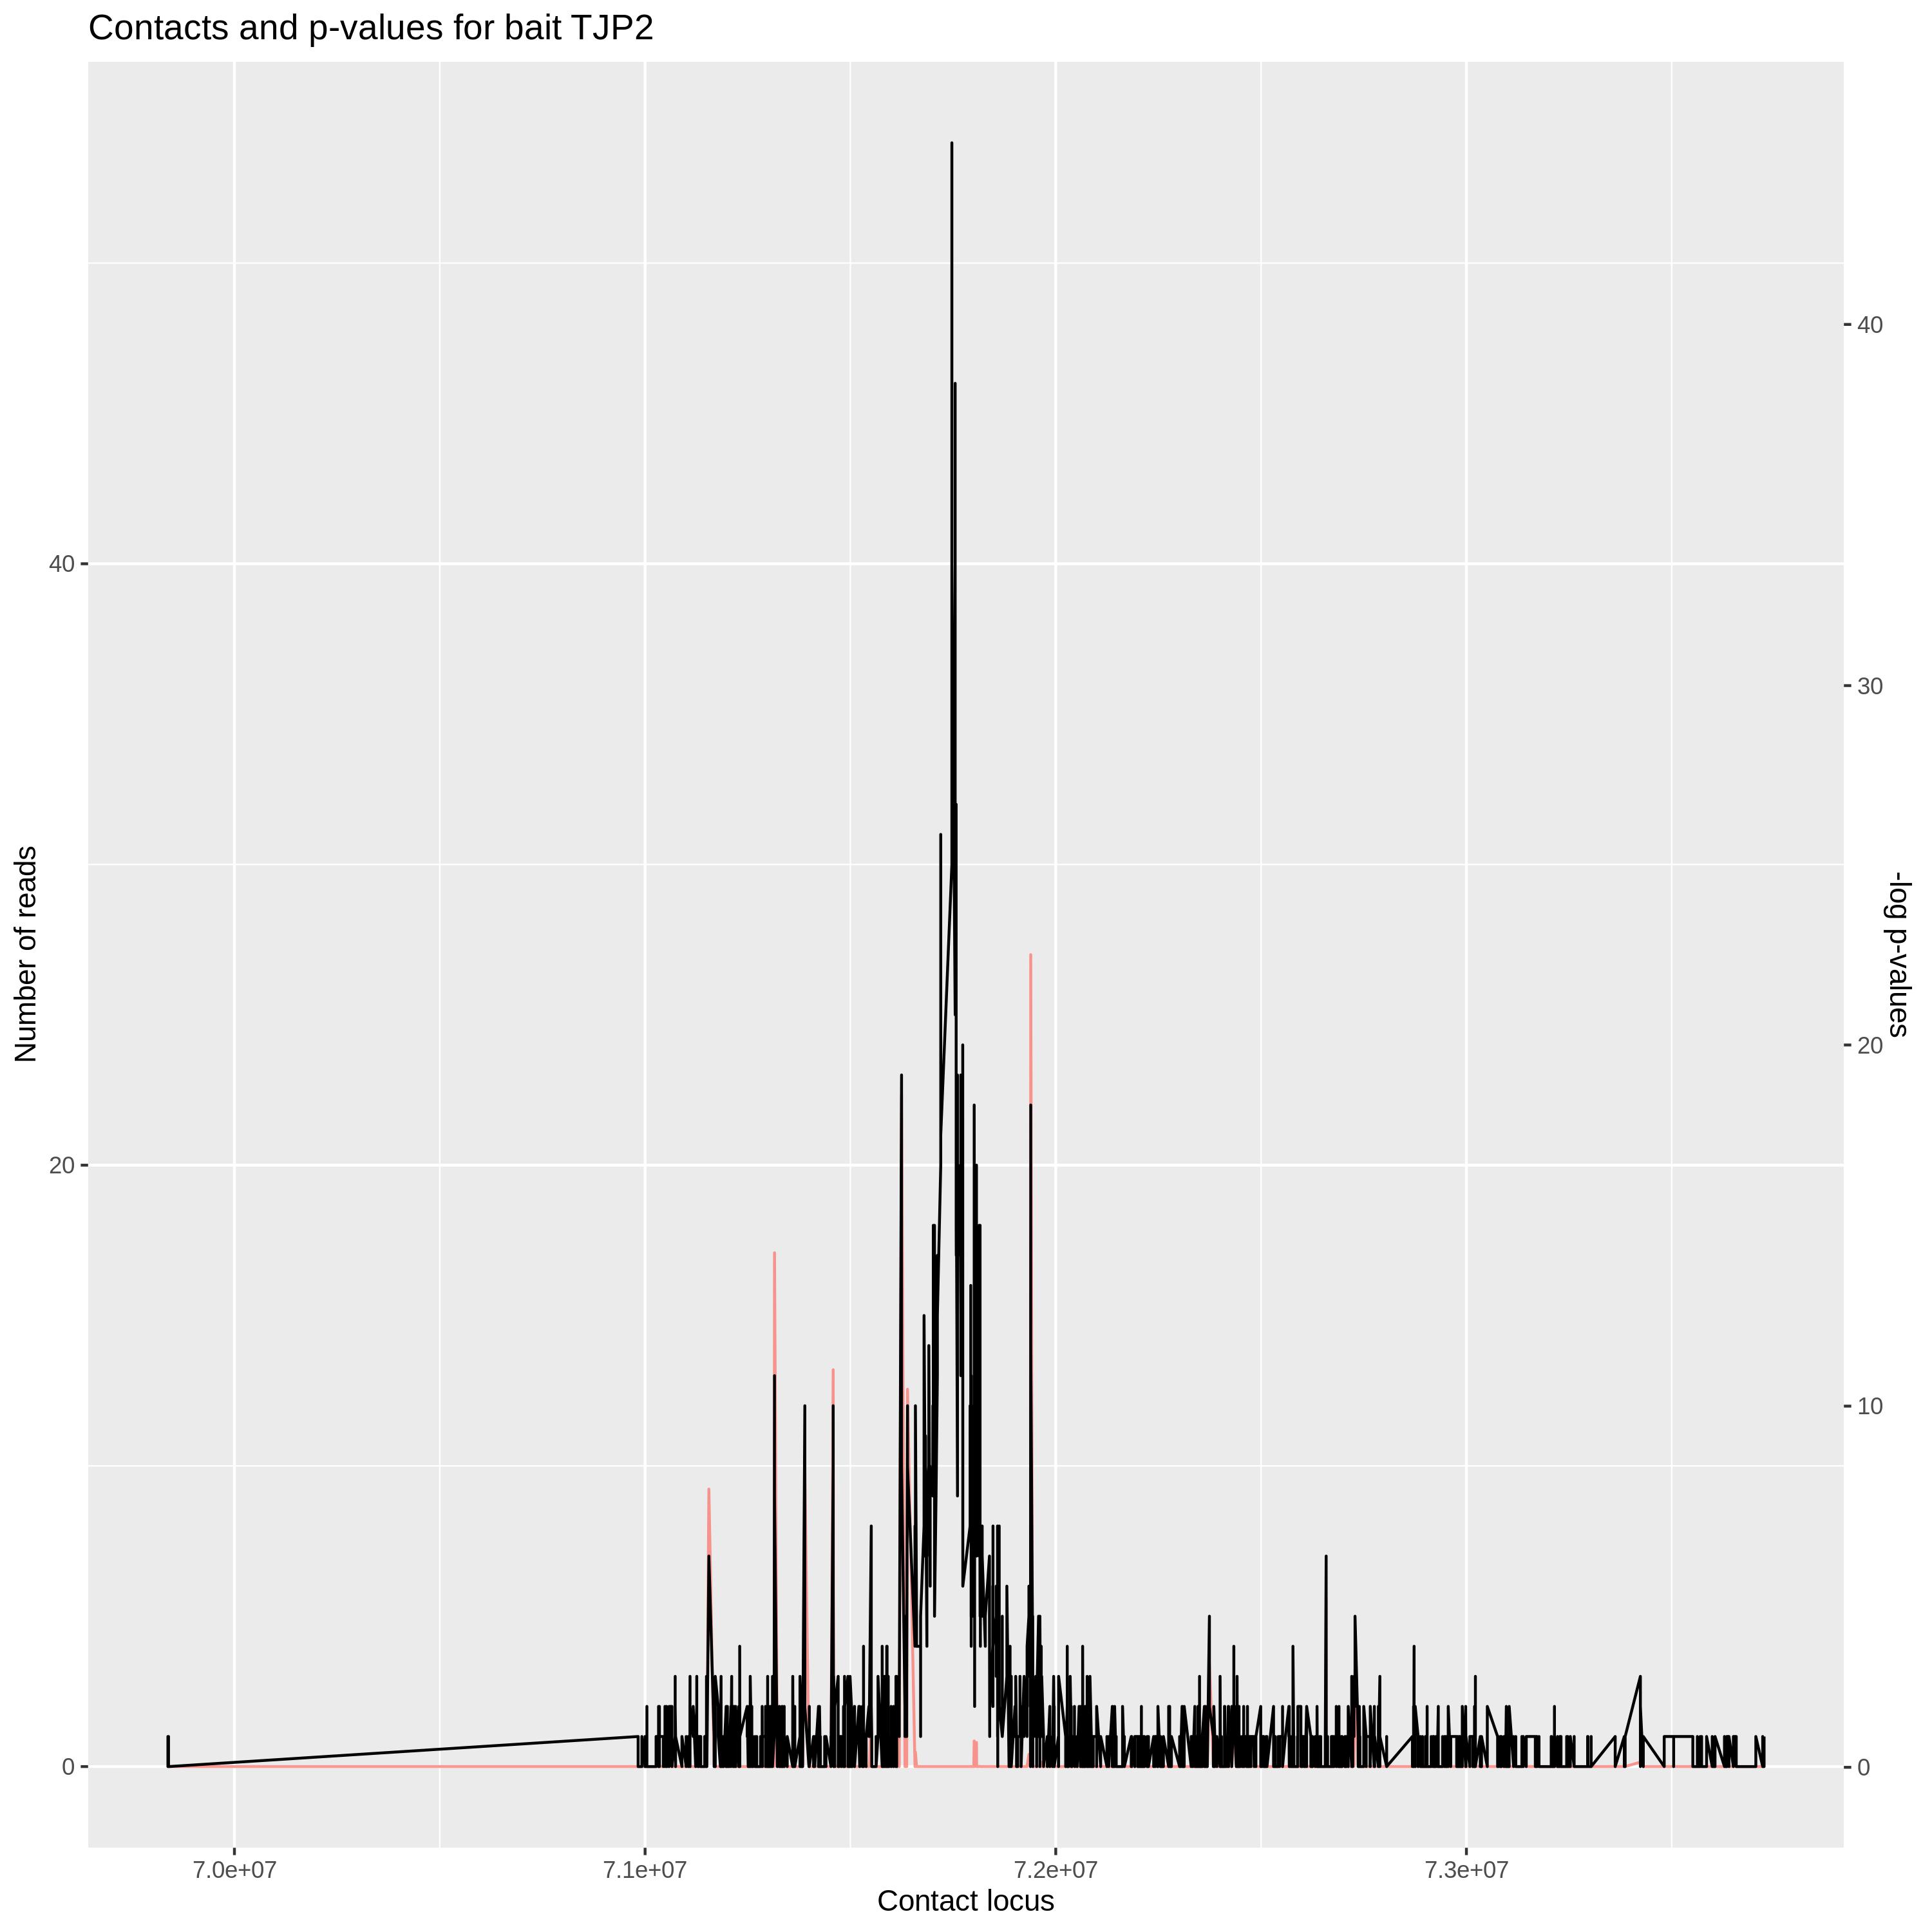 Contacts and p-values for bait TJP2
Number of reads
40
20
0
40
30
20
10
0
-log p-values
7.0e+07
7.1e+07
7.2e+07
7.3e+07
Contact locus